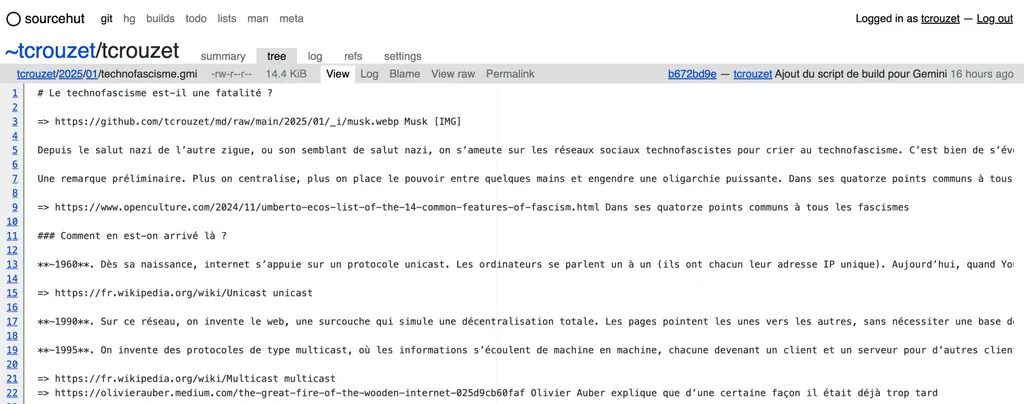 sourcehut git hg builds todo lists man meta Logged in as tcrouzet — Log out
~tcrouzet/tcrouzet summary tree log refs settings
tcrouzet/2025/01/technofascisme.gmi -rw-r--r-- 14.4 KiB View Log Blame View raw Permalink b672bd9e — tcrouzet Ajout du script de build pour Gemini 16 hours ago
1 # Le technofascisme est-il une fatalité ?
2
3 => https://github.com/tcrouzet/md/raw/main/2025/01/_i/musk.webp Musk [IMG]
4
5 Depuis le salut nazi de l’autre zigue, ou son semblant de salut nazi, on s’ameute sur les réseaux sociaux technofascistes pour crier au technofascisme. C’est bien de s’év
6
7 Une remarque préliminaire. Plus on centralise, plus on place le pouvoir entre quelques mains et engendre une oligarchie puissante. Dans ses quatorze points communs à tous
8
9 => https://www.openculture.com/2024/11/umberto-ecos-list-of-the-14-common-features-of-fascism.html Dans ses quatorze points communs à tous les fascismes
10
11 ### Comment en est-on arrivé là ?
12
13 **~1960**. Dès sa naissance, internet s’appuie sur un protocole unicast. Les ordinateurs se parlent un à un (ils ont chacun leur adresse IP unique). Aujourd’hui, quand You
14
15 => https://fr.wikipedia.org/wiki/Unicast unicast
16
17 **~1990**. Sur ce réseau, on invente le web, une surcouche qui simule une décentralisation totale. Les pages pointent les unes vers les autres, sans nécessiter une base de
18
19 **~1995**. On invente des protocoles de type multicast, où les informations s’écoulent de machine en machine, chacune devenant un client et un serveur pour d’autres clien
20
21 => https://fr.wikipedia.org/wiki/Multicast multicast
22 => https://olivierauber.medium.com/the-great-fire-of-the-wooden-internet-025d9cb60faf Olivier Auber explique que d’une certaine façon il était déjà trop tard